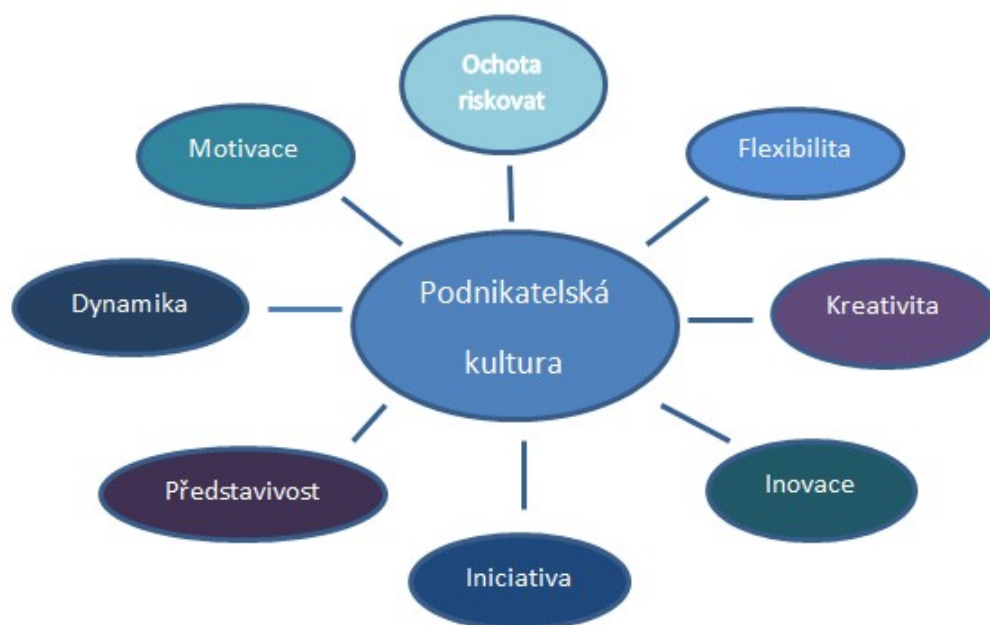 Ochota
riskovat
Motivace
Flexibilita
Dynamika
Podnikatelská
kultura
Kreativita
Představivost
Inovace
Iniciativa